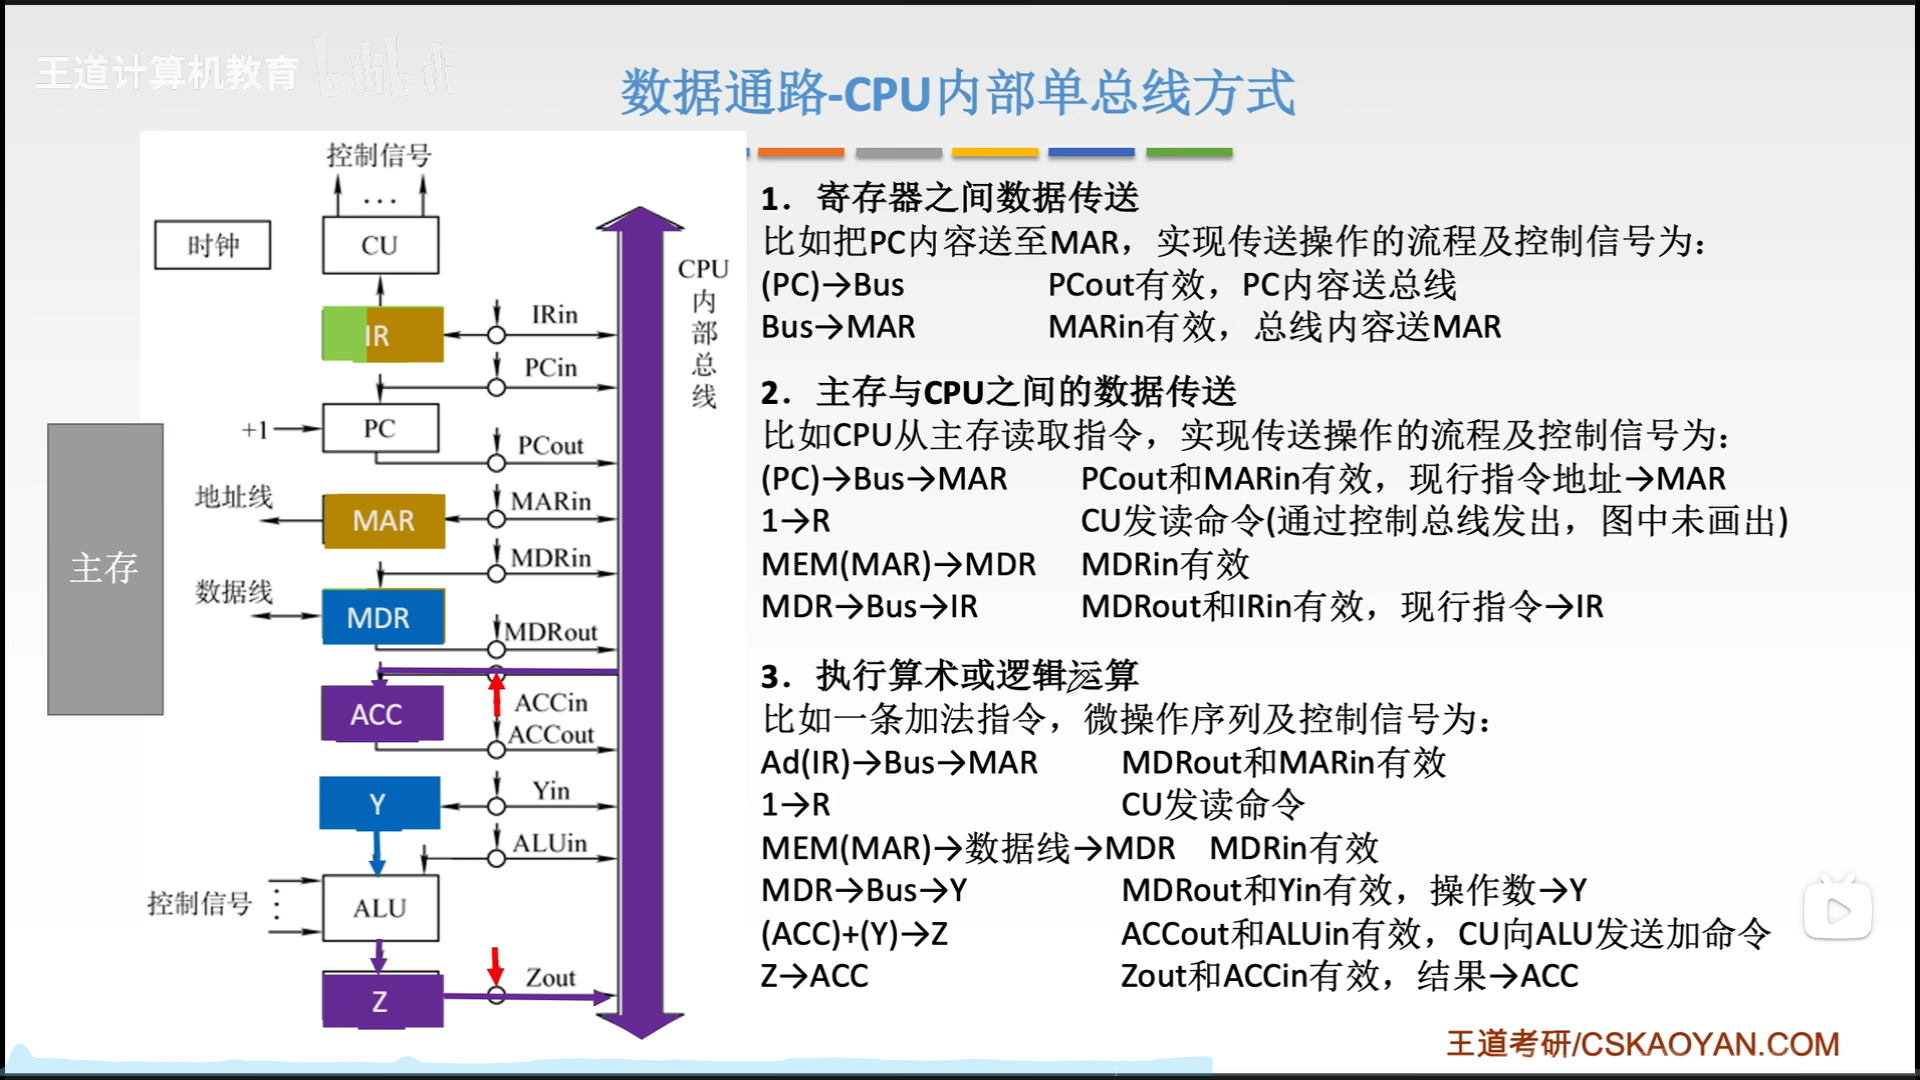 王道计算机教育 bilibili
数据通路-CPU内部单总线方式
控制信号
...
时钟
CU
IR
IRin
PCin
+1
PC
PCout
地址线
MAR
MARin
MDRin
数据线
MDR
MDRout
主存
ACC
ACCin
ACCout
Y
Yin
ALUin
控制信号
ALU
Z
Zout
CPU
内
部
总
线
1. 寄存器之间数据传送
比如把PC内容送至MAR，实现传送操作的流程及控制信号为：
(PC)→Bus PCout有效，PC内容送总线
Bus→MAR MARin有效，总线内容送MAR
2. 主存与CPU之间的数据传送
比如CPU从主存读取指令，实现传送操作的流程及控制信号为：
(PC)→Bus→MAR PCout和MARin有效，现行指令地址→MAR
1→R CU发读命令(通过控制总线发出，图中未画出)
MEM(MAR)→MDR MDRin有效
MDR→Bus→IR MDRout和IRin有效，现行指令→IR
3. 执行算术或逻辑运算
比如一条加法指令，微操作序列及控制信号为：
Ad(IR)→Bus→MAR MDRout和MARin有效
1→R CU发读命令
MEM(MAR)→数据线→MDR MDRin有效
MDR→Bus→Y MDRout和Yin有效，操作数→Y
(ACC)+(Y)→Z ACCout和ALUin有效，CU向ALU发送加命令
Z→ACC Zout和ACCin有效，结果→ACC
王道考研/CSKAOYAN.COM